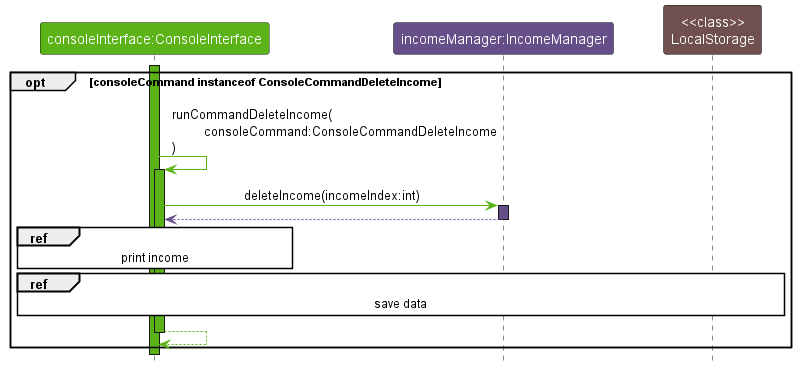 <<class>>
consoleInterface:ConsoleInterface
incomeManager:IncomeManager
LocalStorage
opt
[consoleCommand instanceof ConsoleCommandDeleteIncome]
runCommandDeleteIncome(
consoleCommand:ConsoleCommandDeleteIncome
)
deleteIncome(incomeIndex:int)
ref
print income
ref
save data